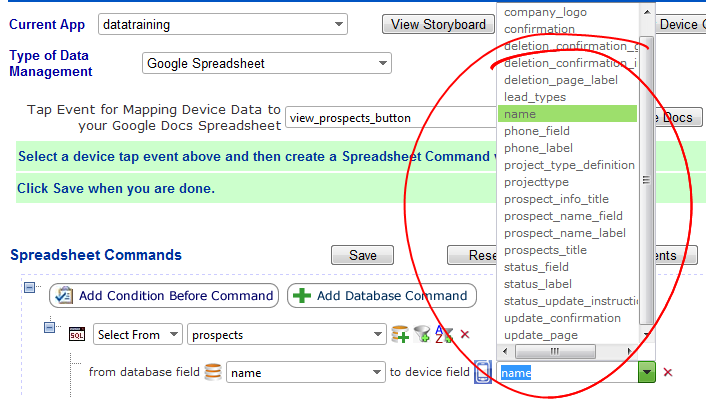 Current App
datatraining
View Storyboard
Device
Type of Data
Management
Google Spreadsheet
Tap Event for Mapping Device Data to
your Google Docs Spreadsheet
view_prospects_button
Docs
Select a device tap event above and then create a Spreadsheet Command
Click Save when you are done.
Spreadsheet Commands
Save
Rese
ents
Add Condition Before Command
Add Database Command
SQL
Select From
prospects
from database field
name
to device field
name
company_logo
confirmation
deletion_confirmation_
deletion_confirmation_i
deletion_page_label
lead_types
name
phone_field
phone_label
project_type_definition
projecttype
prospect_info_title
prospect_name_field
prospect_name_label
prospects_title
status_field
status_label
status_update_instructi
update_confirmation
update_page